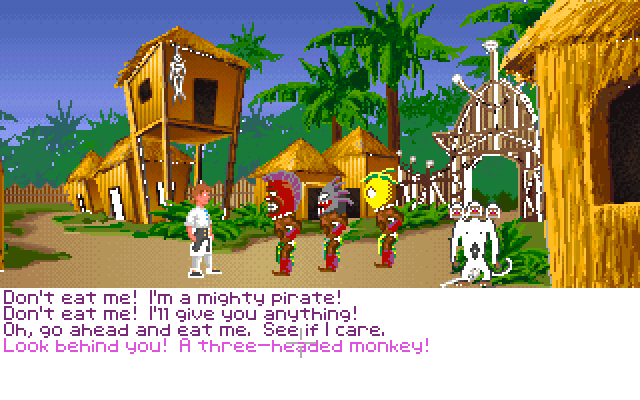 Don't eat me!  I'm a mighty pirate!
Don't eat me!  I'll give you anything!
Oh, go ahead and eat me.  See if I care.
Look behind you!  A three-headed monkey!